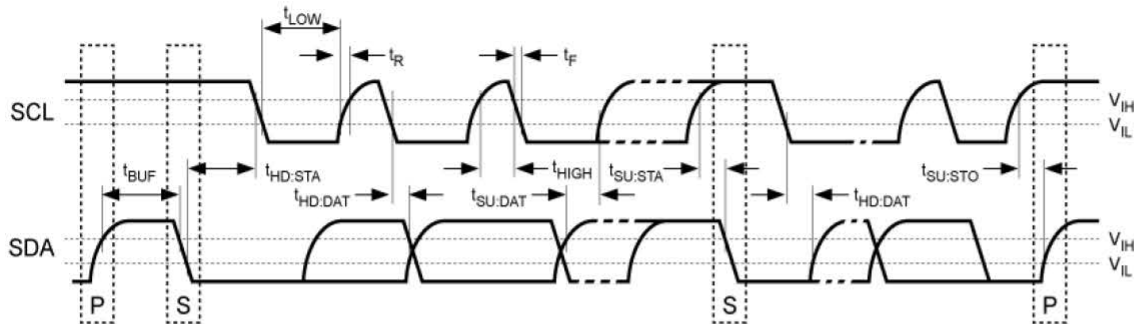 tLOW
tR
tF
SCL
VIH
VIL
tBUF
tHD:STA
tHD:DAT
tSU:DAT
tHIGH
tSU:STA
tHD:DAT
tSU:STO
SDA
VIH
VIL
P
S
S
P